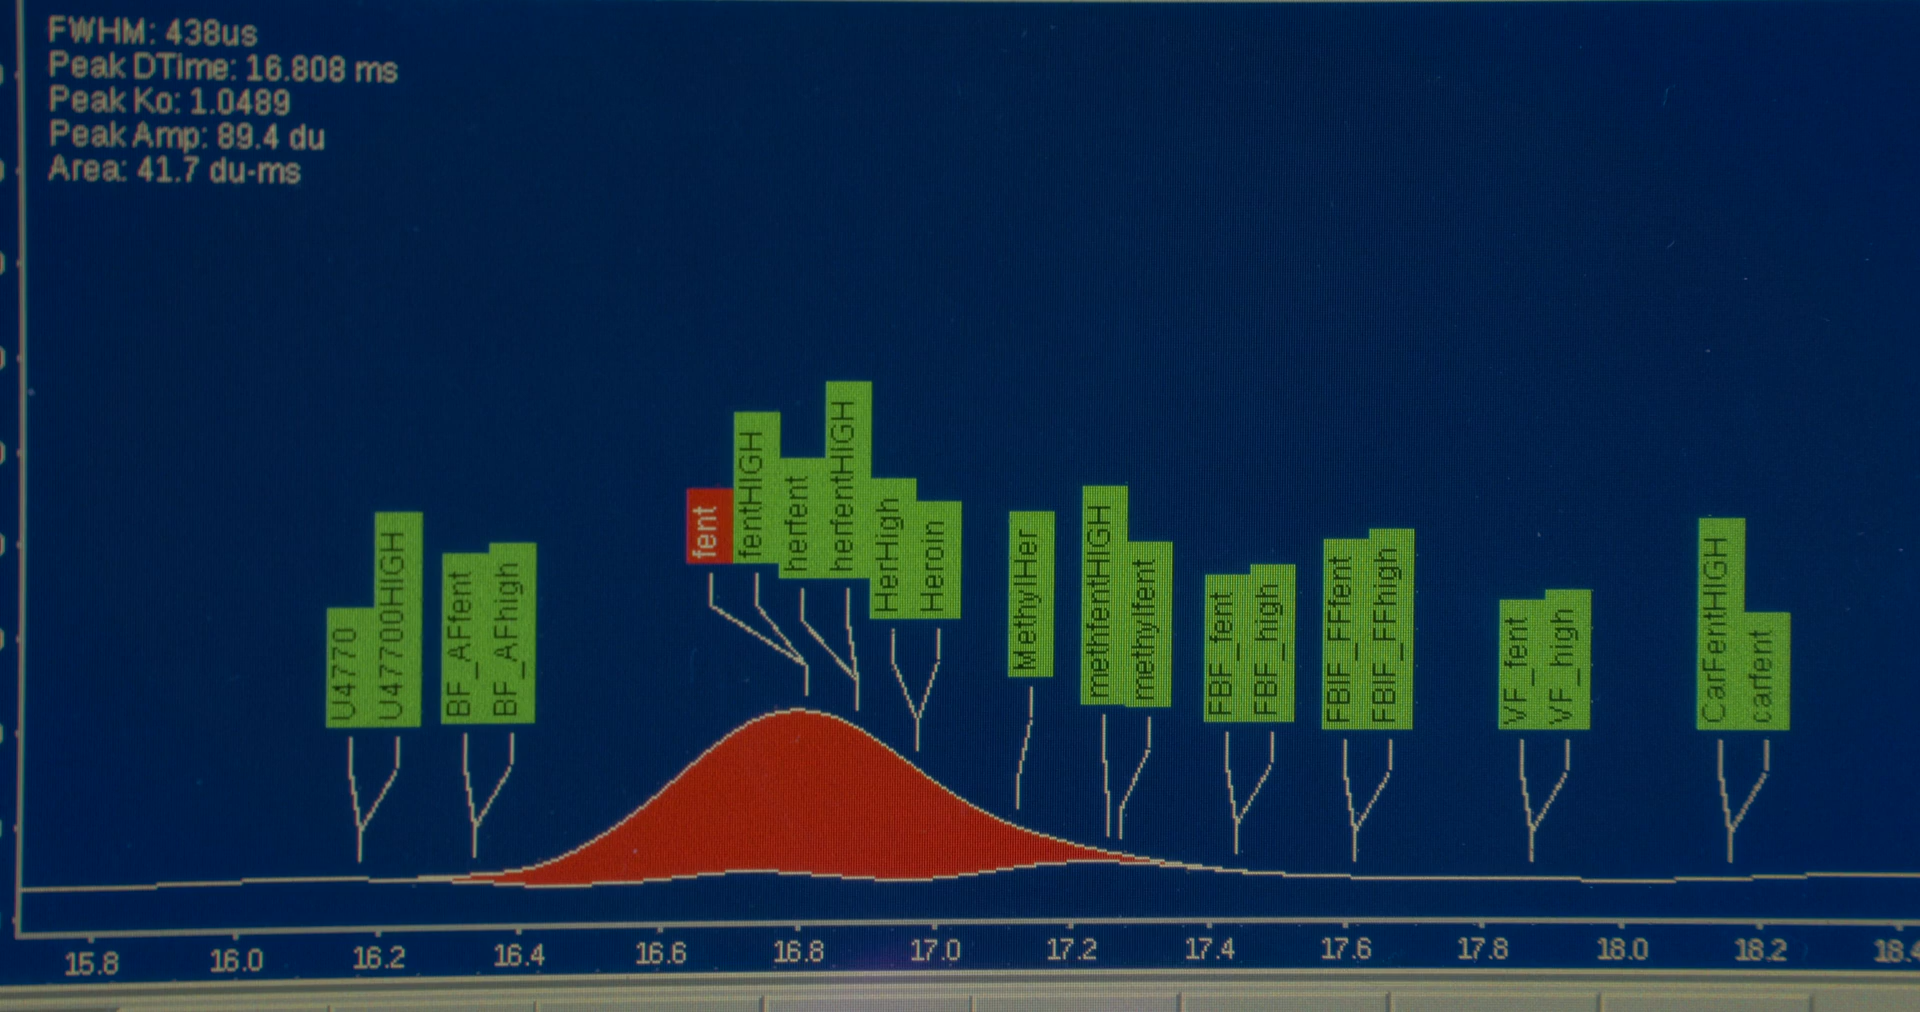 FWHM: 438us
Peak DTime: 16.808 ms
Peak Ko: 1.0489
Peak Amp: 89.4 du
Area: 41.7 du-ms
U4770
U47700HIGH
BF_AFfent
BF_AFhigh
fent
fentHIGH
herfent
herfentHIGH
HerHigh
Heroin
MethylHer
methfentHIGH
methylfent
FBF_fent
FBF_high
FBIF_FFfent
FBIF_FFhigh
VF_fent
VF_high
CarFentHIGH
carfent
15.8 16.0 16.2 16.4 16.6 16.8 17.0 17.2 17.4 17.6 17.8 18.0 18.2 18.4